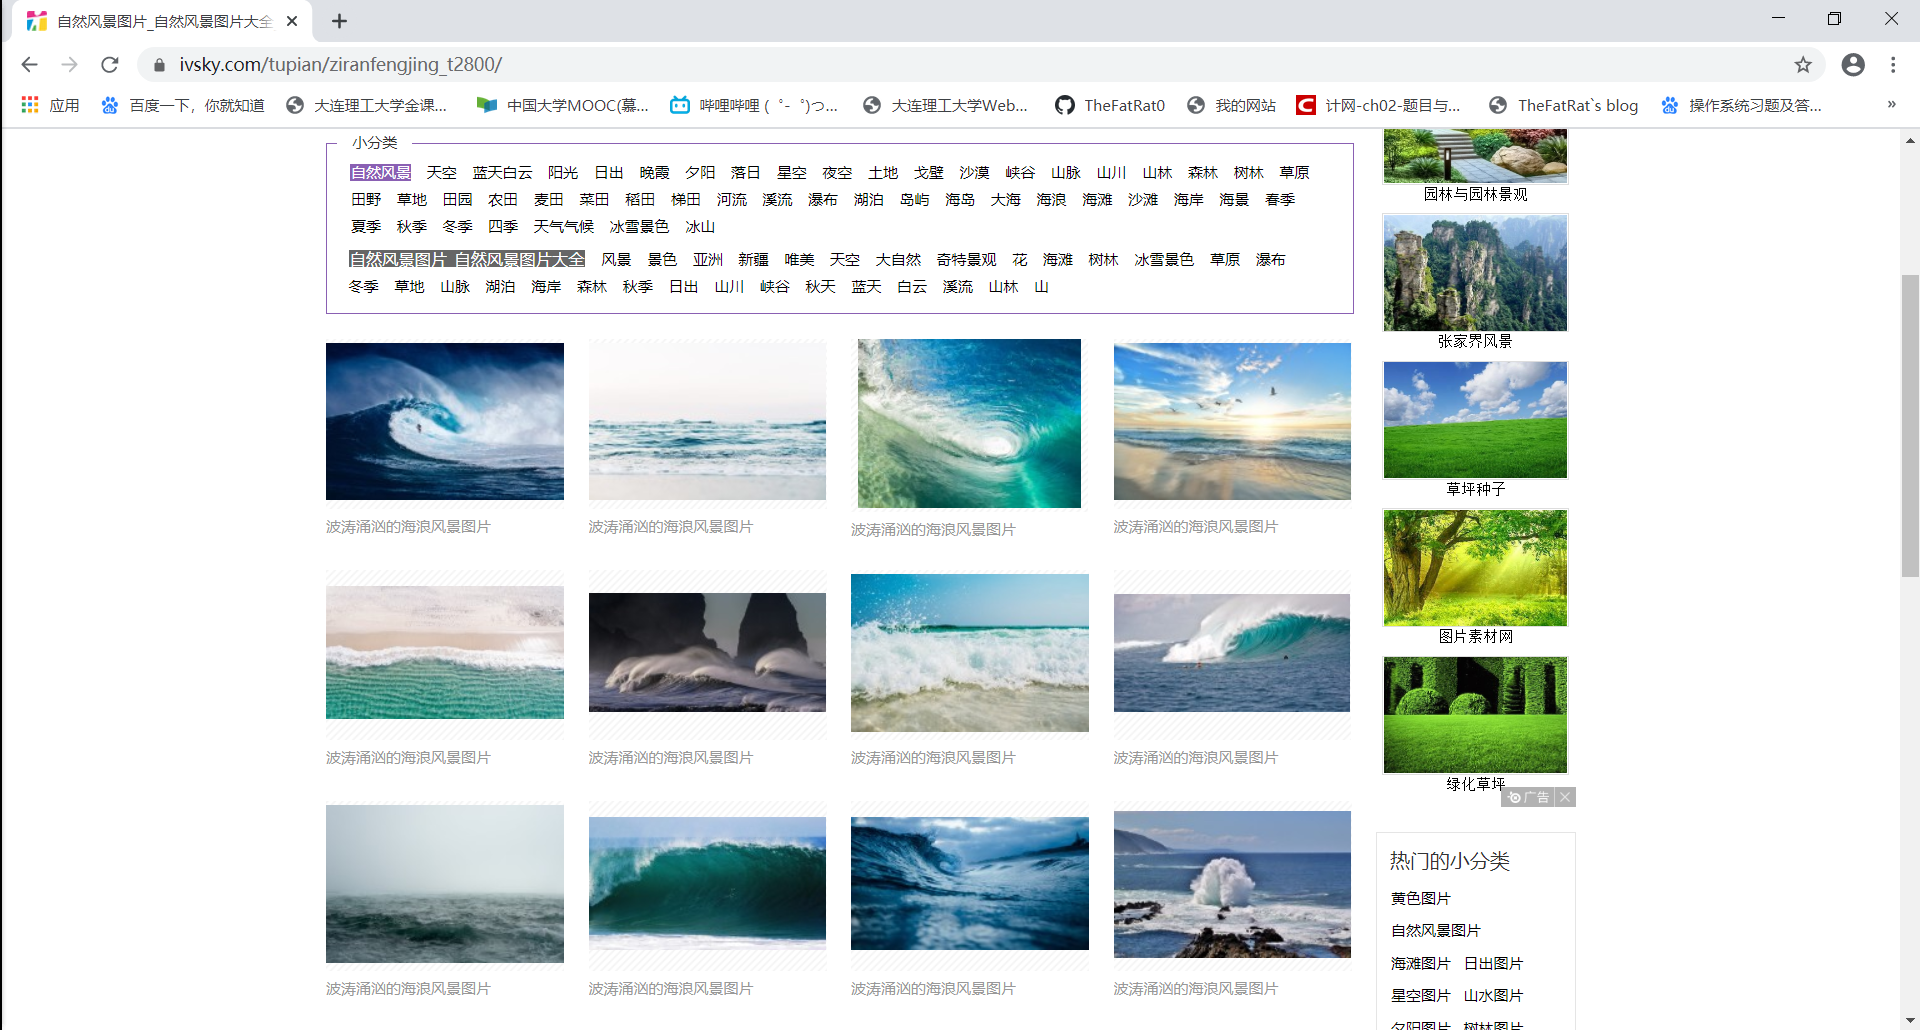 自然风景图片_自然风景图片大全
ivsky.com/tupian/ziranfengjing_t2800/
应用 百度一下，你就知道 大连理工大学金课... 中国大学MOOC(慕... 哔哩哔哩 ( ゜- ゜)つ... 大连理工大学Web... TheFatRat0 我的网站 计网-ch02-题目与... TheFatRat`s blog 操作系统习题及答... »
小分类
自然风景 天空 蓝天白云 阳光 日出 晚霞 夕阳 落日 星空 夜空 土地 戈壁 沙漠 峡谷 山脉 山川 山林 森林 树林 草原
田野 草地 田园 农田 麦田 菜田 稻田 梯田 河流 溪流 瀑布 湖泊 岛屿 海岛 大海 海浪 海滩 沙滩 海岸 海景 春季
夏季 秋季 冬季 四季 天气气候 冰雪景色 冰山
自然风景图片_自然风景图片大全 风景 景色 亚洲 新疆 唯美 天空 大自然 奇特景观 花 海滩 树林 冰雪景色 草原 瀑布
冬季 草地 山脉 湖泊 海岸 森林 秋季 日出 山川 峡谷 秋天 蓝天 白云 溪流 山林 山
波涛汹汹的海浪风景图片 波涛汹汹的海浪风景图片 波涛汹汹的海浪风景图片 波涛汹汹的海浪风景图片
波涛汹汹的海浪风景图片 波涛汹汹的海浪风景图片 波涛汹汹的海浪风景图片 波涛汹汹的海浪风景图片
波涛汹汹的海浪风景图片 波涛汹汹的海浪风景图片 波涛汹汹的海浪风景图片 波涛汹汹的海浪风景图片
园林与园林景观
张家界风景
草坪种子
图片素材网
绿化草坪
广告
热门的小分类
黄色图片
自然风景图片
海滩图片 日出图片
星空图片 山水图片
夕阳图片 树林图片